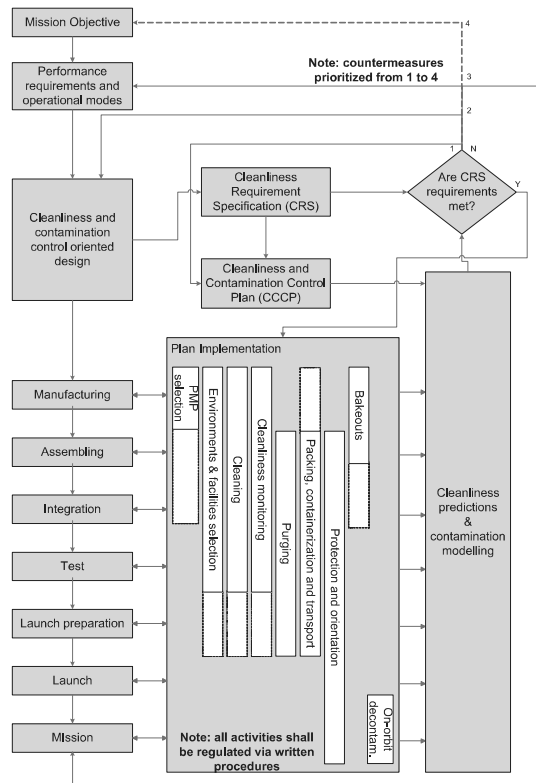 Mission Objective
4
Note: countermeasures
prioritized from 1 to 4
3
Performance
requirements and
operational modes
2
1
N
Are CRS
requirements
met?
Y
Cleanliness
Requirement
Specification (CRS)
Cleanliness and
contamination
control oriented
design
Cleanliness and
Contamination Control
Plan (CCCP)
Plan Implementation
PMP
selection
Environments & facilities selection
Cleaning
Cleanliness monitoring
Purging
Packing, containerization and transport
Protection and orientation
Bakeouts
On-orbit
decontam.
Manufacturing
Assembling
Integration
Test
Launch preparation
Launch
MIssion
Cleanliness
predictions
&
contamination
modelling
Note: all activities shall
be regulated via written
procedures